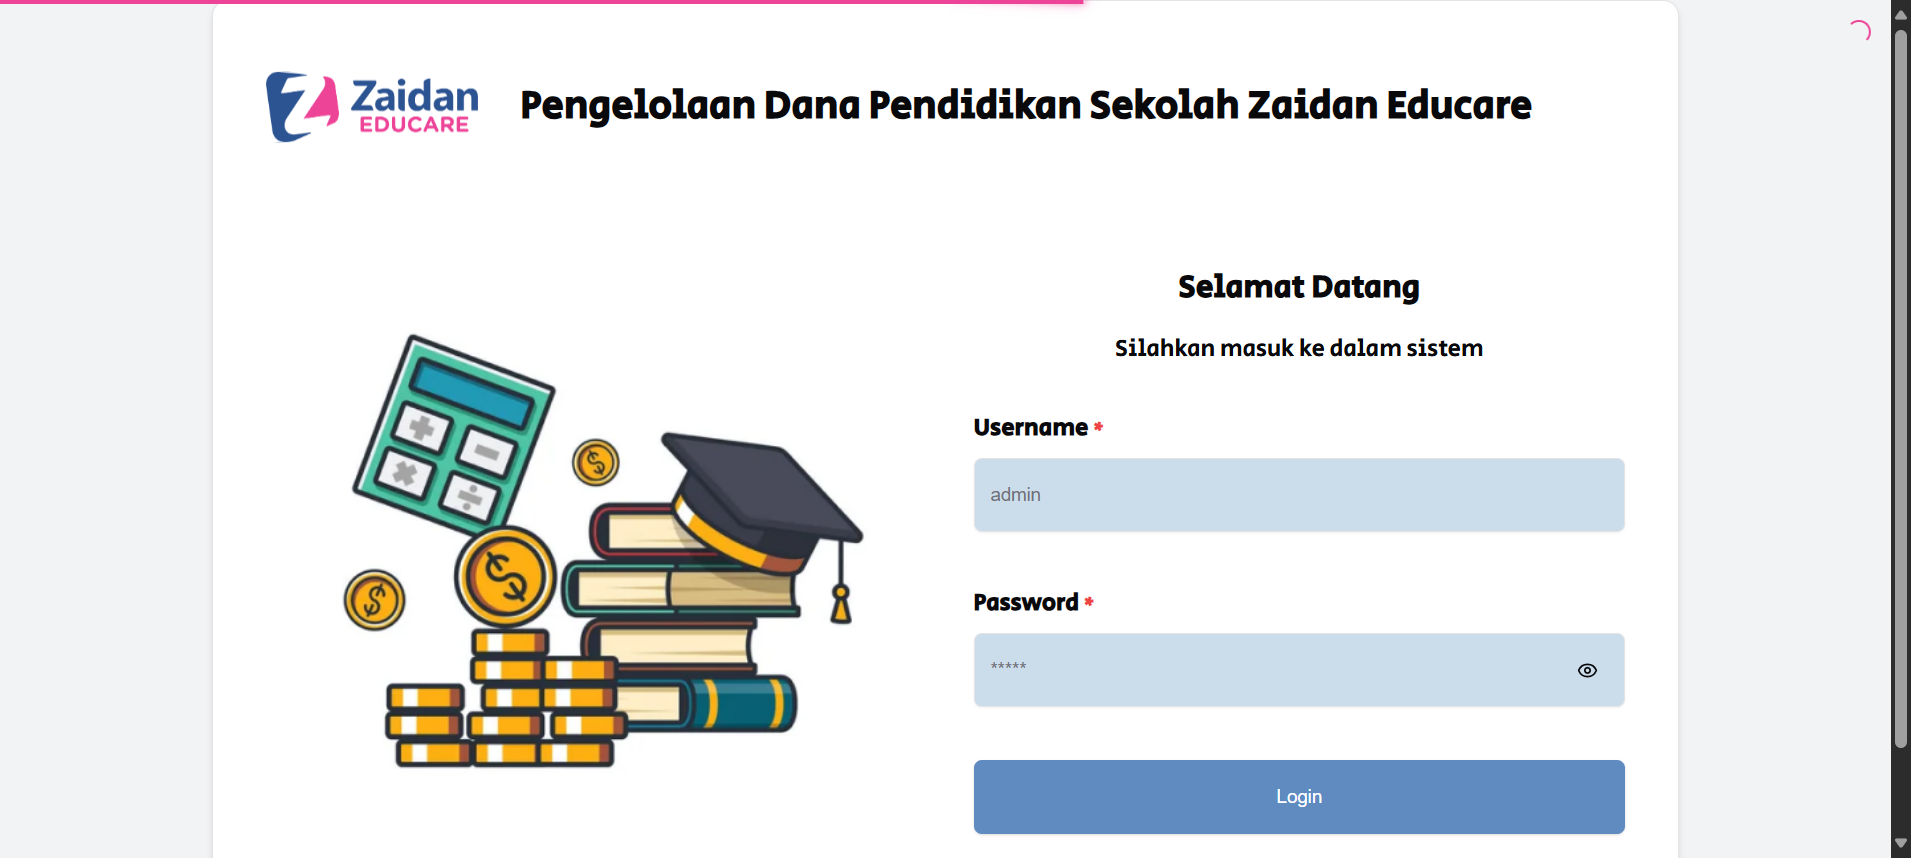 Zaidan
EDUCARE
Pengelolaan Dana Pendidikan Sekolah Zaidan Educare
Selamat Datang
Silahkan masuk ke dalam sistem
Username *
admin
Password *
*****
Login